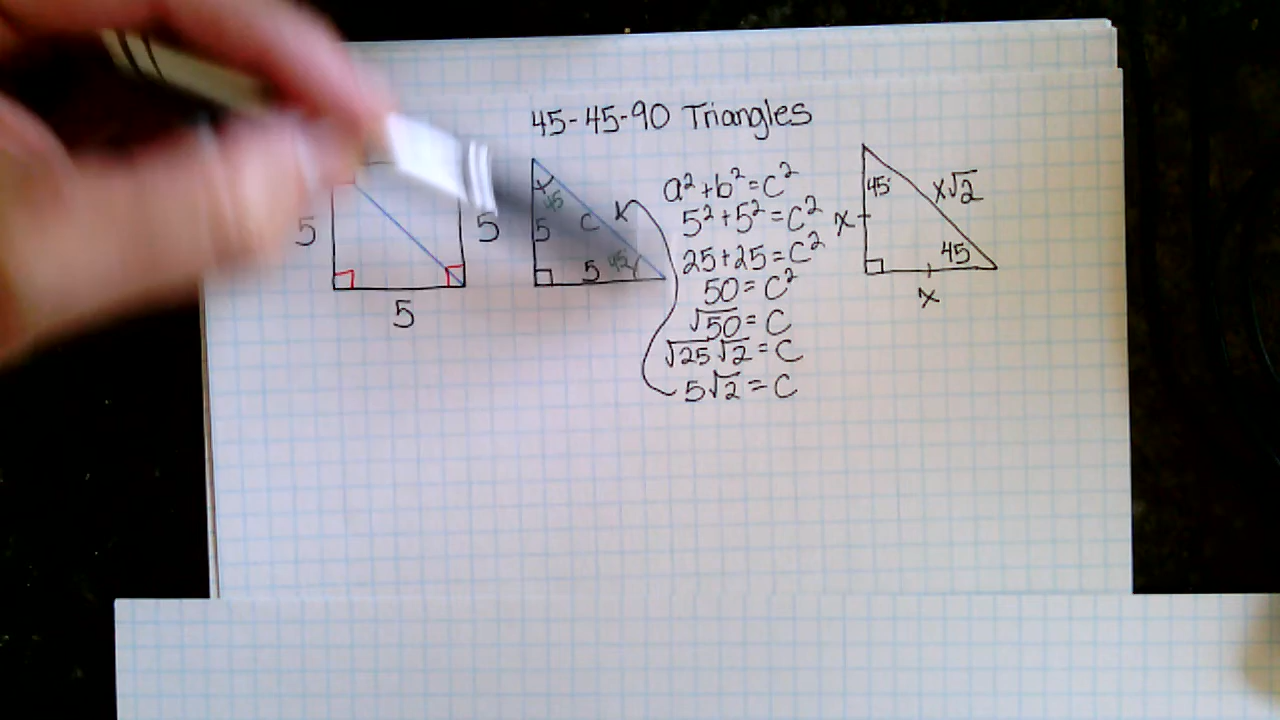 45-45-90 Triangles
5
5
5
45
5
C
x
5
45
a²+b²=c²
5²+5²=c²
25+25=c²
50=c²
√50=C
√25√2=C
5√2=C
45°
x√2
x
45
x